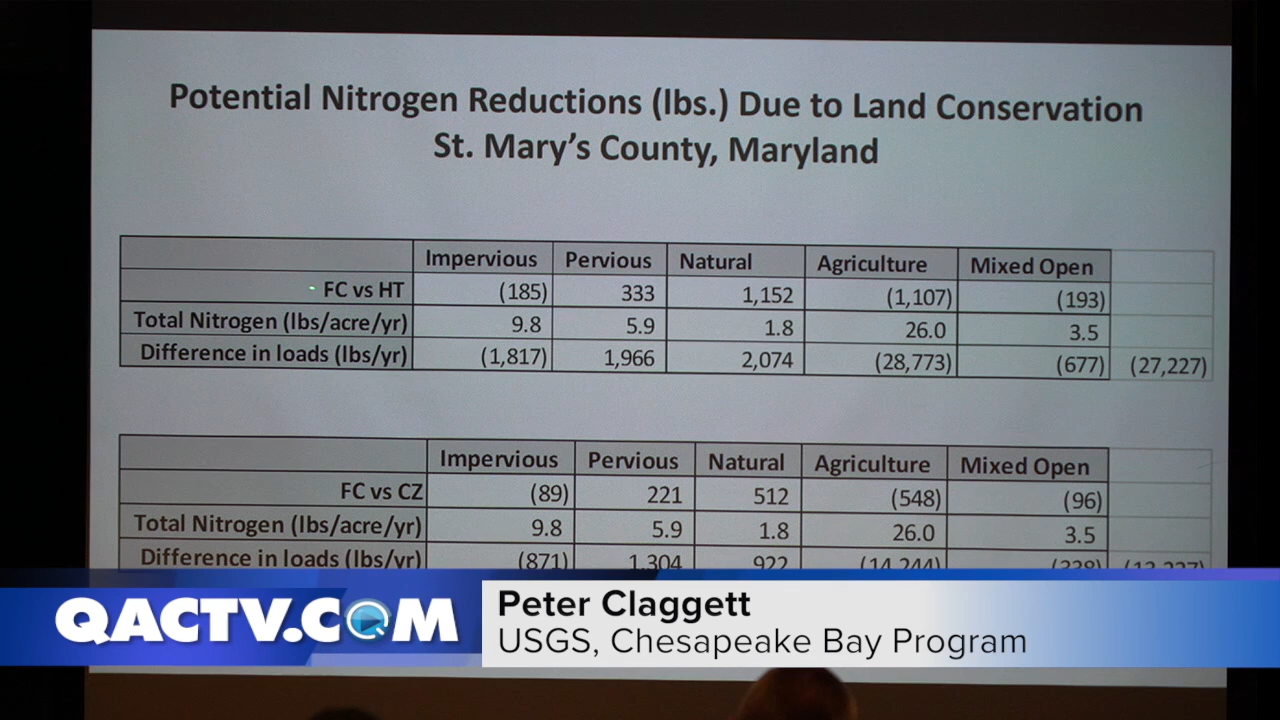 Potential Nitrogen Reductions (lbs.) Due to Land Conservation
St. Mary's County, Maryland
Impervious Pervious Natural Agriculture Mixed Open
FC vs HT (185) 333 1,152 (1,107) (193)
Total Nitrogen (lbs/acre/yr) 9.8 5.9 1.8 26.0 3.5
Difference in loads (lbs/yr) (1,817) 1,966 2,074 (28,773) (677) (27,227)
Impervious Pervious Natural Agriculture Mixed Open
FC vs CZ (89) 221 512 (548) (96)
Total Nitrogen (lbs/acre/yr) 9.8 5.9 1.8 26.0 3.5
Difference in loads (lbs/yr) (871) 1,304 922 (14,244)
QACTV.COM
Peter Claggett
USGS, Chesapeake Bay Program